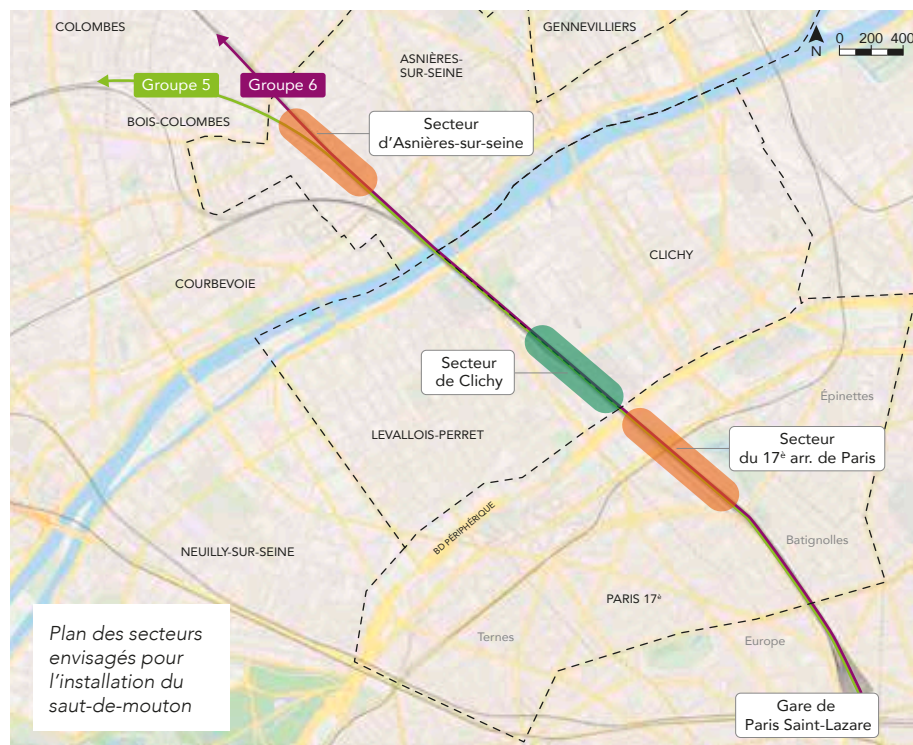 COLOMBES
GENNEVILLIERS
0 200 400
N
ASNIÈRES-
SUR-SEINE
Groupe 5
Groupe 6
BOIS-COLOMBES
Secteur
d'Asnières-sur-seine
CLICHY
COURBEVOIE
Secteur
de Clichy
Épinettes
LEVALLOIS-PERRET
Secteur
du 17è arr. de Paris
BD PÉRIPHÉRIQUE
Batignolles
NEUILLY-SUR-SEINE
PARIS 17è
Ternes
Europe
Plan des secteurs
envisagés pour
l'installation du
saut-de-mouton
Gare de
Paris Saint-Lazare